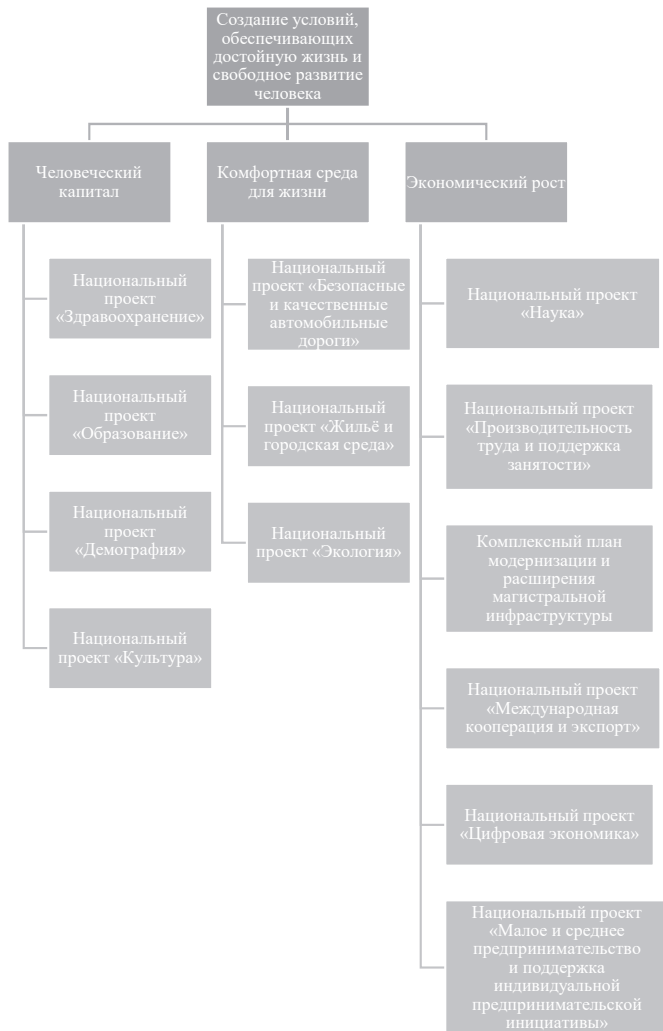 Создание условий,
обеспечивающих
достойную жизнь и
свободное развитие
человека
Человеческий
капитал
Национальный
проект
«Здравоохранение»
Национальный
проект
«Образование»
Национальный
проект
«Демография»
Национальный
проект «Культура»
Комфортная среда
для жизни
Национальный
проект «Безопасные
и качественные
автомобильные
дороги»
Национальный
проект «Жильё и
городская среда»
Национальный
проект «Экология»
Экономический рост
Национальный проект
«Наука»
Национальный проект
«Производительность
труда и поддержка
занятости»
Комплексный план
модернизации и
расширения
магистральной
инфраструктуры
Национальный проект
«Международная
кооперация и экспорт»
Национальный проект
«Цифровая экономика»
Национальный проект
«Малое и среднее
предпринимательство
и поддержка
индивидуальной
предпринимательской
инициативы»